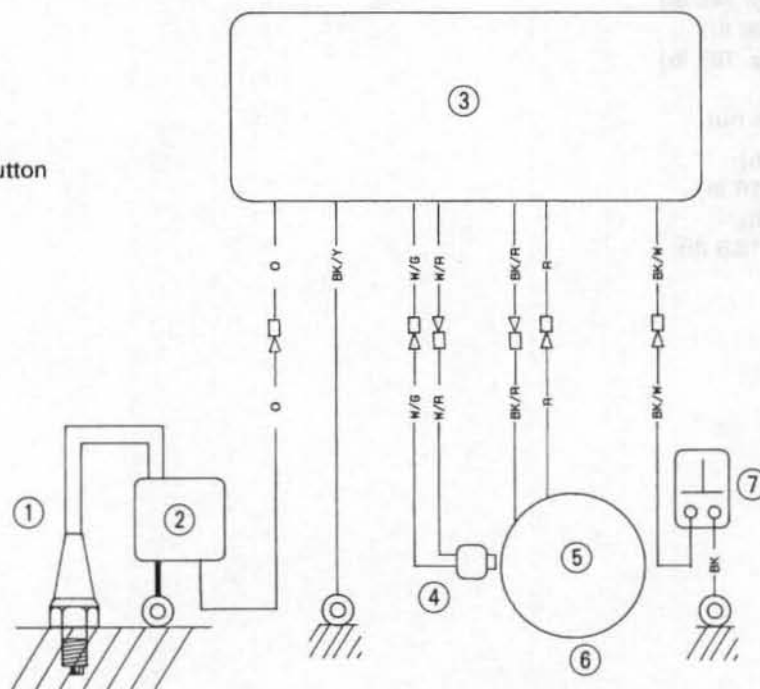 ③
utton
O BK/Y W/G W/R BK/R R BK/W
O W/G W/R BK/R R BK/W
① ② ④ ⑤ ⑦
BK
⑥